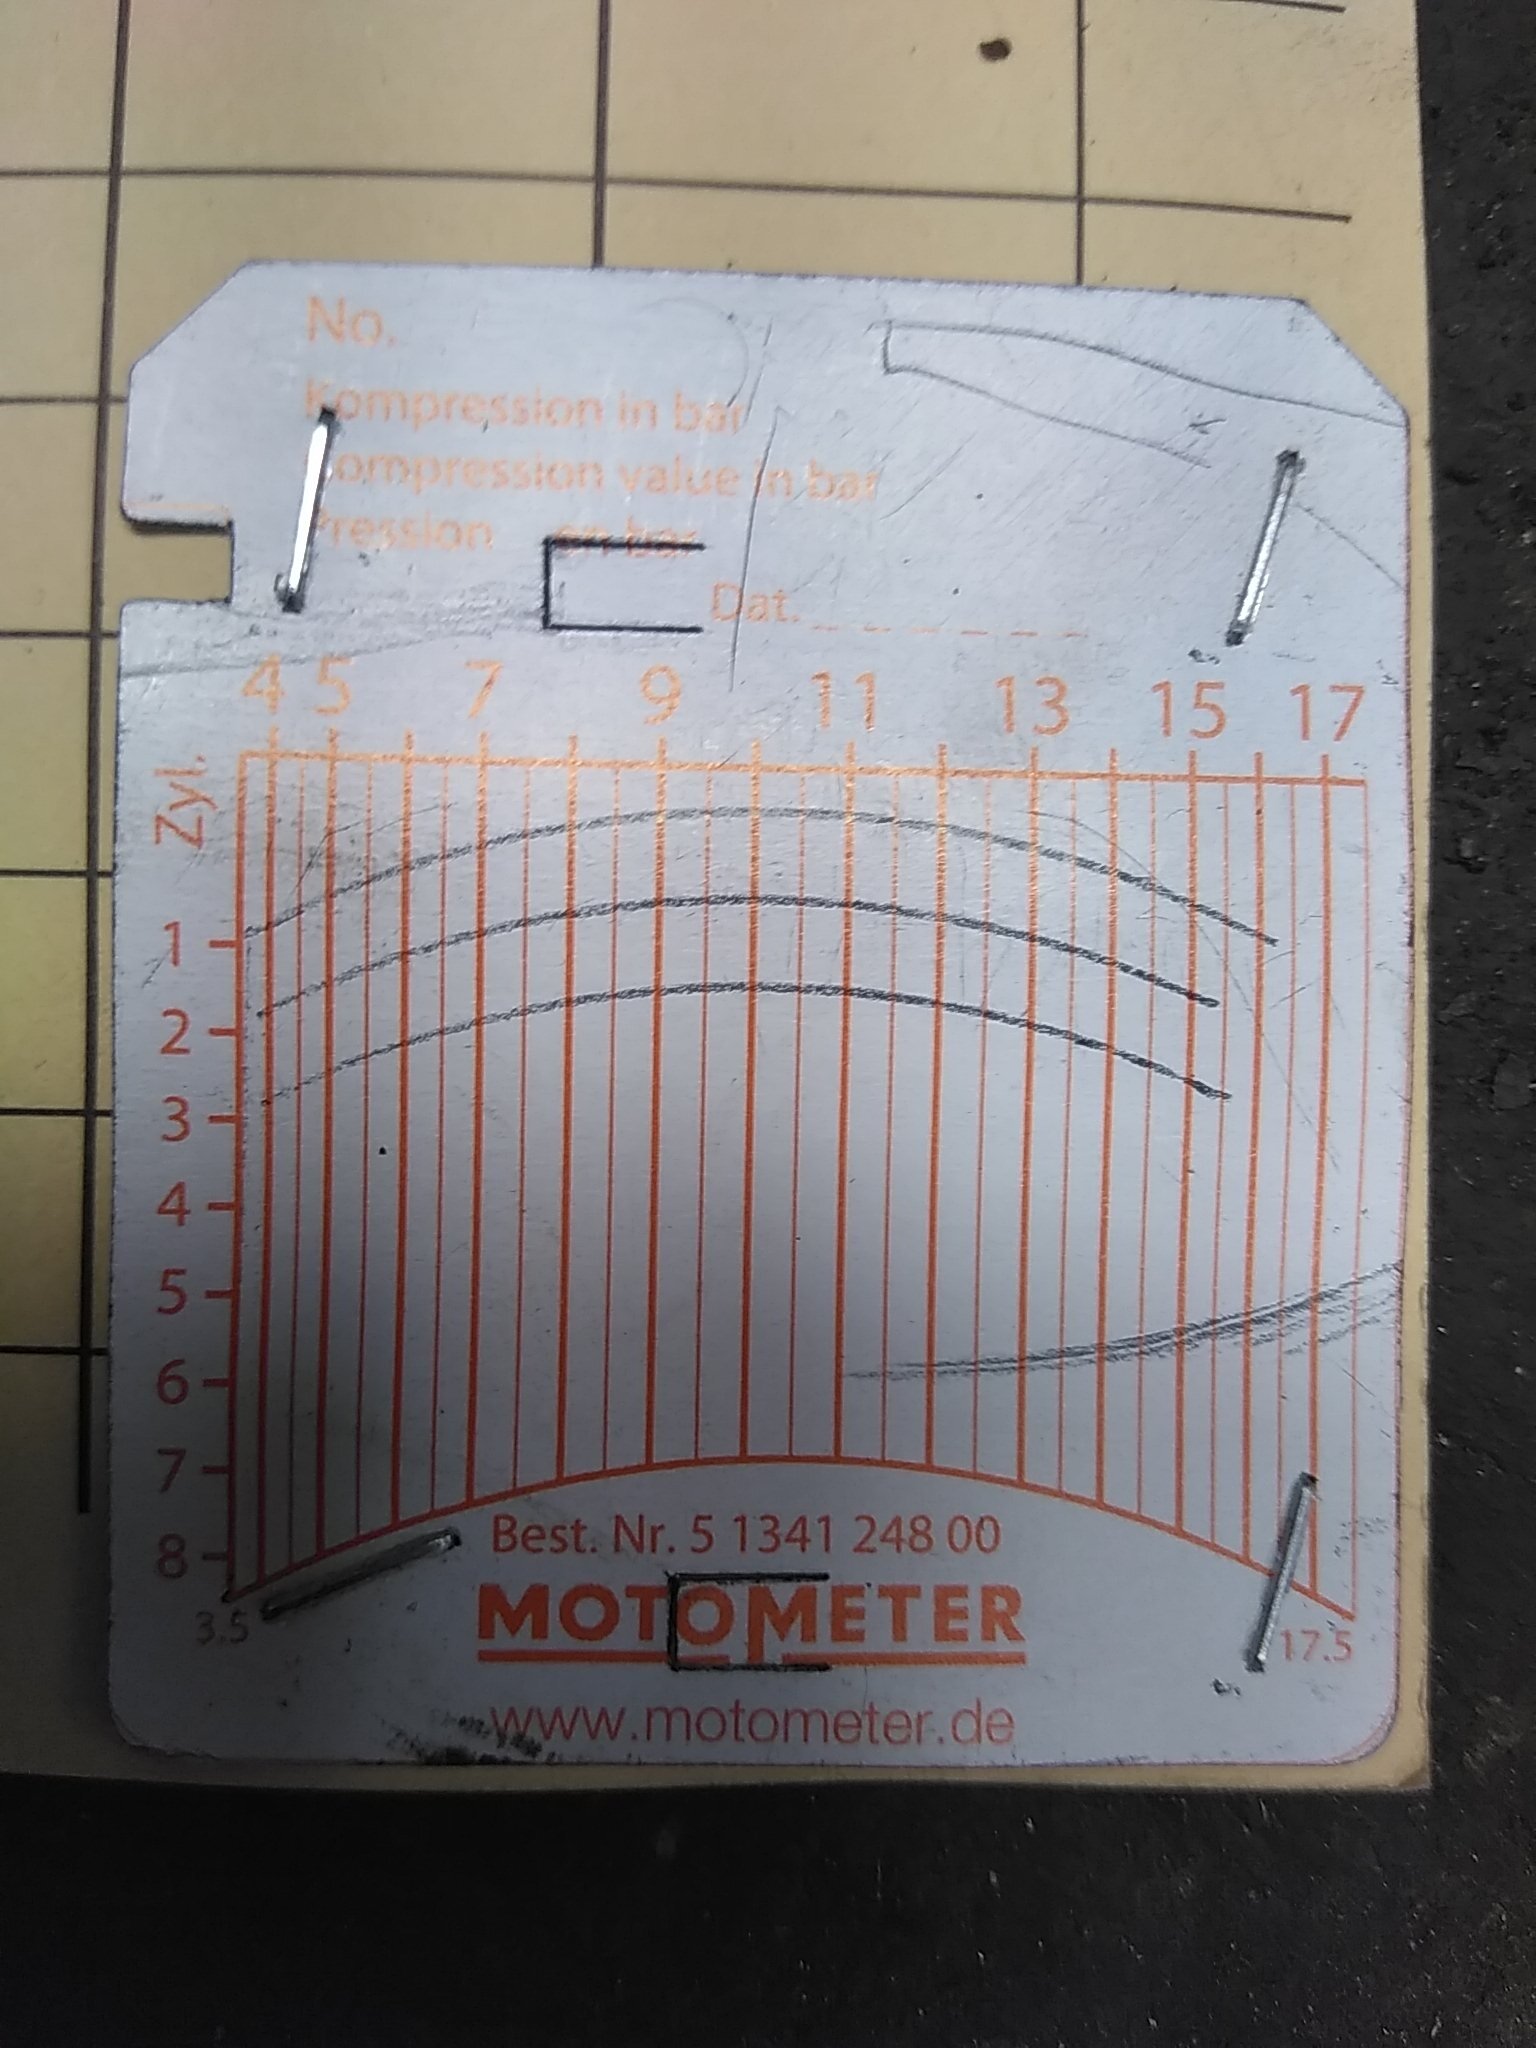 No.
Kompression in bar
Compression value in bar
Pression en bar
Dat.
4 5 7 9 11 13 15 17
Zyl.
1
2
3
4
5
6
7
8
3.5
17.5
Best. Nr. 5 1341 248 00
MOTOMETER
www.motometer.de